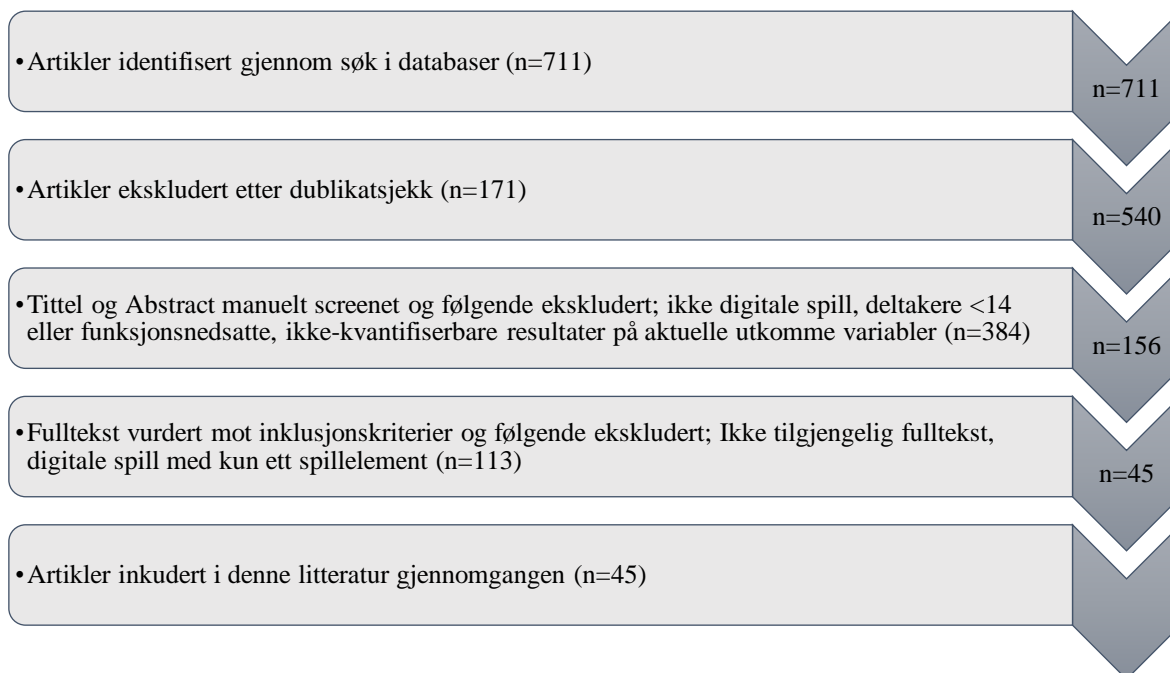 •Artikler identifisert gjennom søk i databaser (n=711)
n=711
•Artikler ekskludert etter dublikatsjekk (n=171)
n=540
•Tittel og Abstract manuelt screenet og følgende ekskludert; ikke digitale spill, deltakere <14
eller funksjonsnedsatte, ikke-kvantifiserbare resultater på aktuelle utkomme variabler (n=384)
n=156
•Fulltekst vurdert mot inklusjonskriterier og følgende ekskludert; Ikke tilgjengelig fulltekst,
digitale spill med kun ett spillelement (n=113)
n=45
•Artikler inkudert i denne litteratur gjennomgangen (n=45)